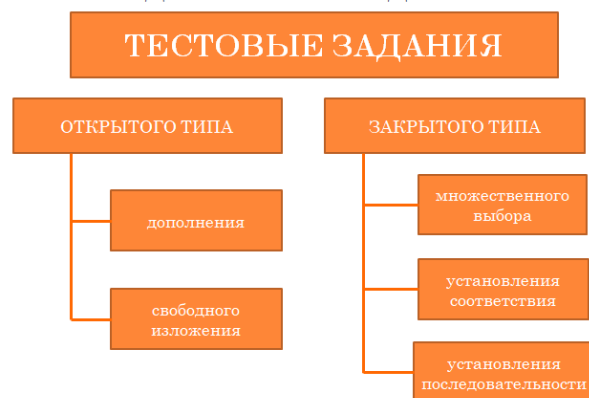 ТЕСТОВЫЕ ЗАДАНИЯ
ОТКРЫТОГО ТИПА
дополнения
свободного
изложения
ЗАКРЫТОГО ТИПА
множественного
выбора
установления
соответствия
установления
последовательности